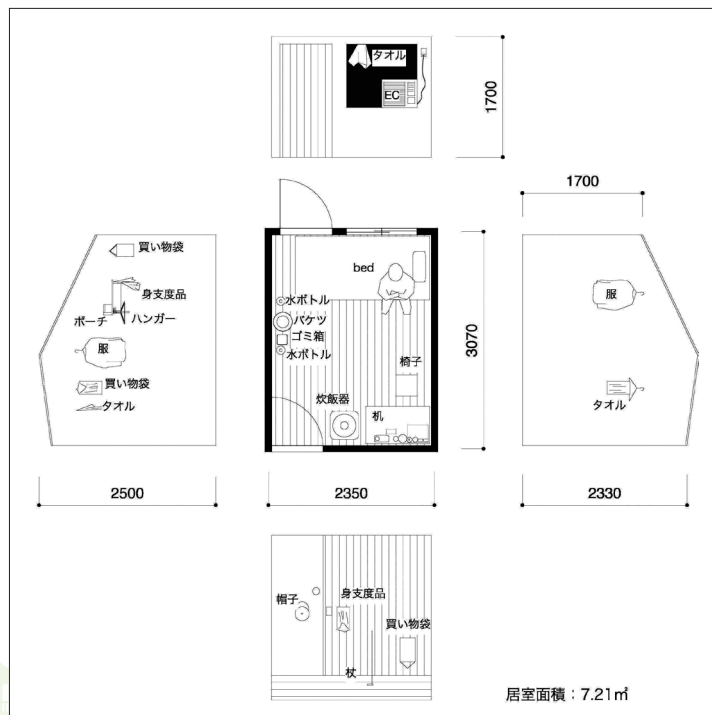 タオル
EC
1700
1700
買い物袋
身支度品
ポーチ
ハンガー
服
買い物袋
タオル
bed
水ボトル
バケツ
ゴミ箱
水ボトル
椅子
炊飯器
机
3070
服
タオル
2500
2350
2330
帽子
身支度品
買い物袋
杖
居室面積：7.21㎡